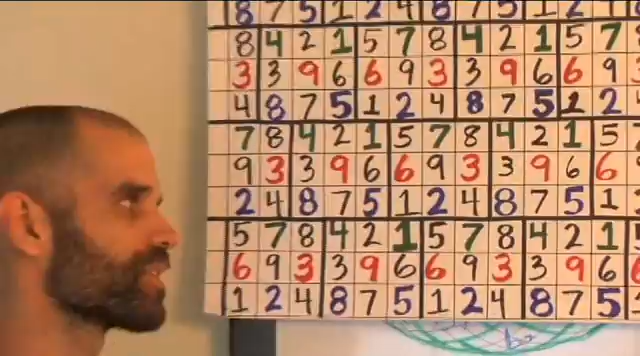 8 7 5 1 2 4 8 7 5 1 2
8 4 2 1 5 7 8 4 2 1 5 7
3 3 9 6 6 9 3 3 9 6 6 9
4 8 7 5 1 2 4 8 7 5 1 2
7 8 4 2 1 5 7 8 4 2 1 5
9 3 3 9 6 6 9 3 3 9 6 6
2 4 8 7 5 1 2 4 8 7 5 1
5 7 8 4 2 1 5 7 8 4 2 1
6 9 3 3 9 6 6 9 3 3 9 6
1 2 4 8 7 5 1 2 4 8 7 5